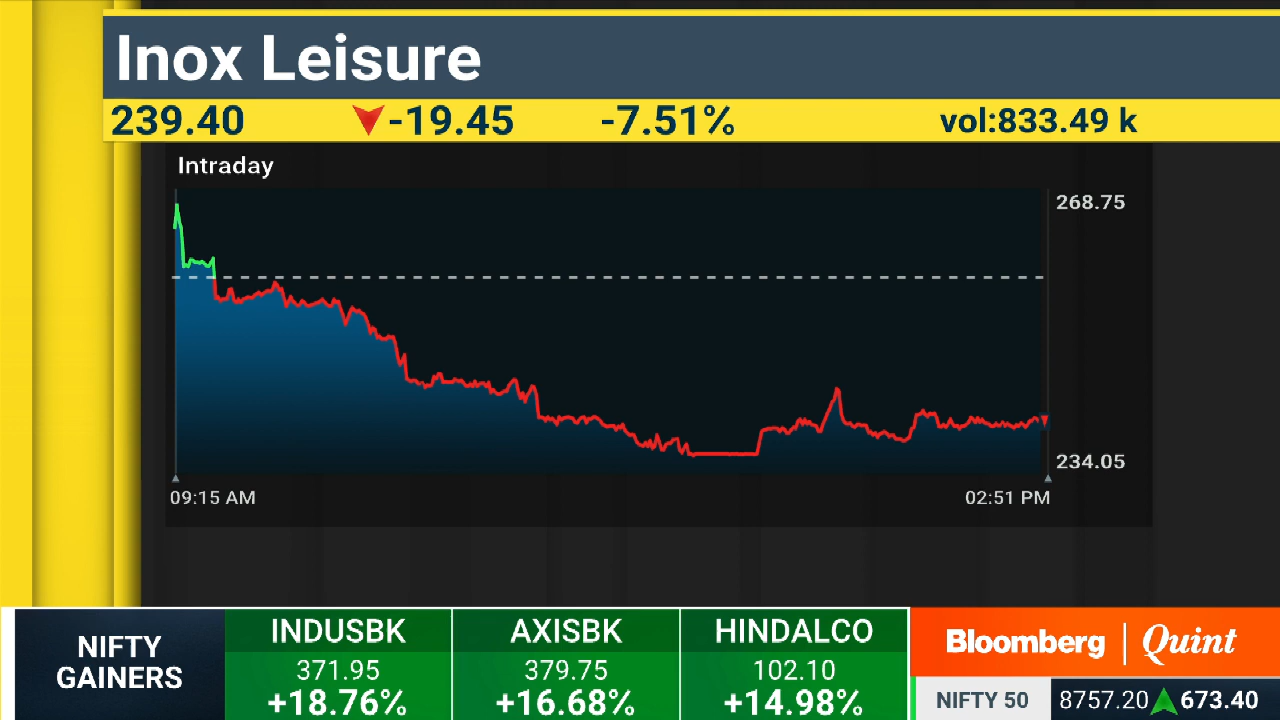 Inox Leisure
239.40 -19.45 -7.51% vol:833.49 k
Intraday
268.75
234.05
09:15 AM 02:51 PM
NIFTY
GAINERS
INDUSBK
371.95
+18.76%
AXISBK
379.75
+16.68%
HINDALCO
102.10
+14.98%
Bloomberg | Quint
NIFTY 50 8757.20 673.40